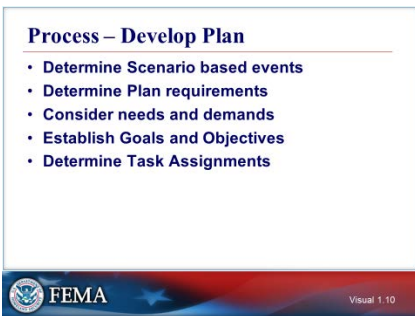 Process – Develop Plan
• Determine Scenario based events
• Determine Plan requirements
• Consider needs and demands
• Establish Goals and Objectives
• Determine Task Assignments
FEMA
Visual 1.10